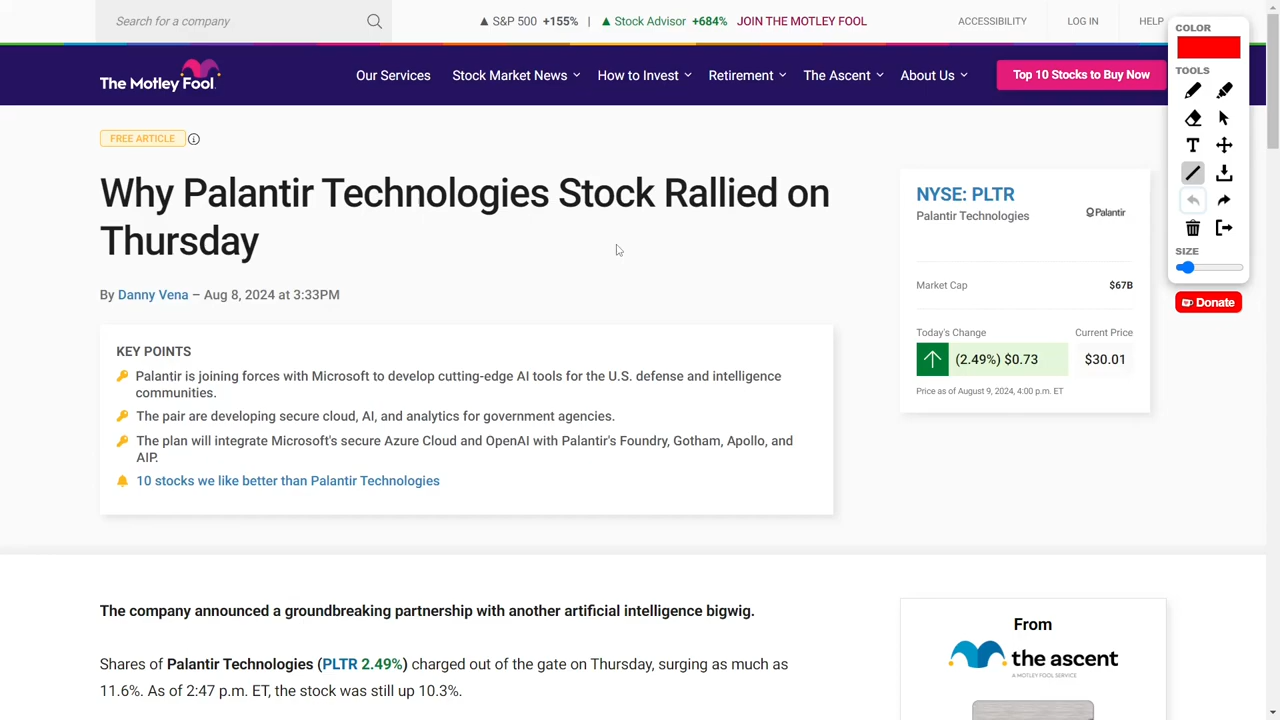 Search for a company
▲ S&P 500 +155% | ▲ Stock Advisor +684% JOIN THE MOTLEY FOOL
ACCESSIBILITY LOG IN HELP
The Motley Fool.
Our Services Stock Market News How to Invest Retirement The Ascent About Us
Top 10 Stocks to Buy Now
COLOR
TOOLS
T
SIZE
Donate
FREE ARTICLE
Why Palantir Technologies Stock Rallied on
Thursday
By Danny Vena – Aug 8, 2024 at 3:33PM
KEY POINTS
Palantir is joining forces with Microsoft to develop cutting-edge AI tools for the U.S. defense and intelligence
communities.
The pair are developing secure cloud, AI, and analytics for government agencies.
The plan will integrate Microsoft's secure Azure Cloud and OpenAI with Palantir's Foundry, Gotham, Apollo, and
AIP.
10 stocks we like better than Palantir Technologies
NYSE: PLTR
Palantir Technologies
Palantir
Market Cap $67B
Today's Change Current Price
(2.49%) $0.73 $30.01
Price as of August 9, 2024, 4:00 p.m. ET
The company announced a groundbreaking partnership with another artificial intelligence bigwig.
Shares of Palantir Technologies (PLTR 2.49%) charged out of the gate on Thursday, surging as much as
11.6%. As of 2:47 p.m. ET, the stock was still up 10.3%.
From
the ascent
A MOTLEY FOOL SERVICE